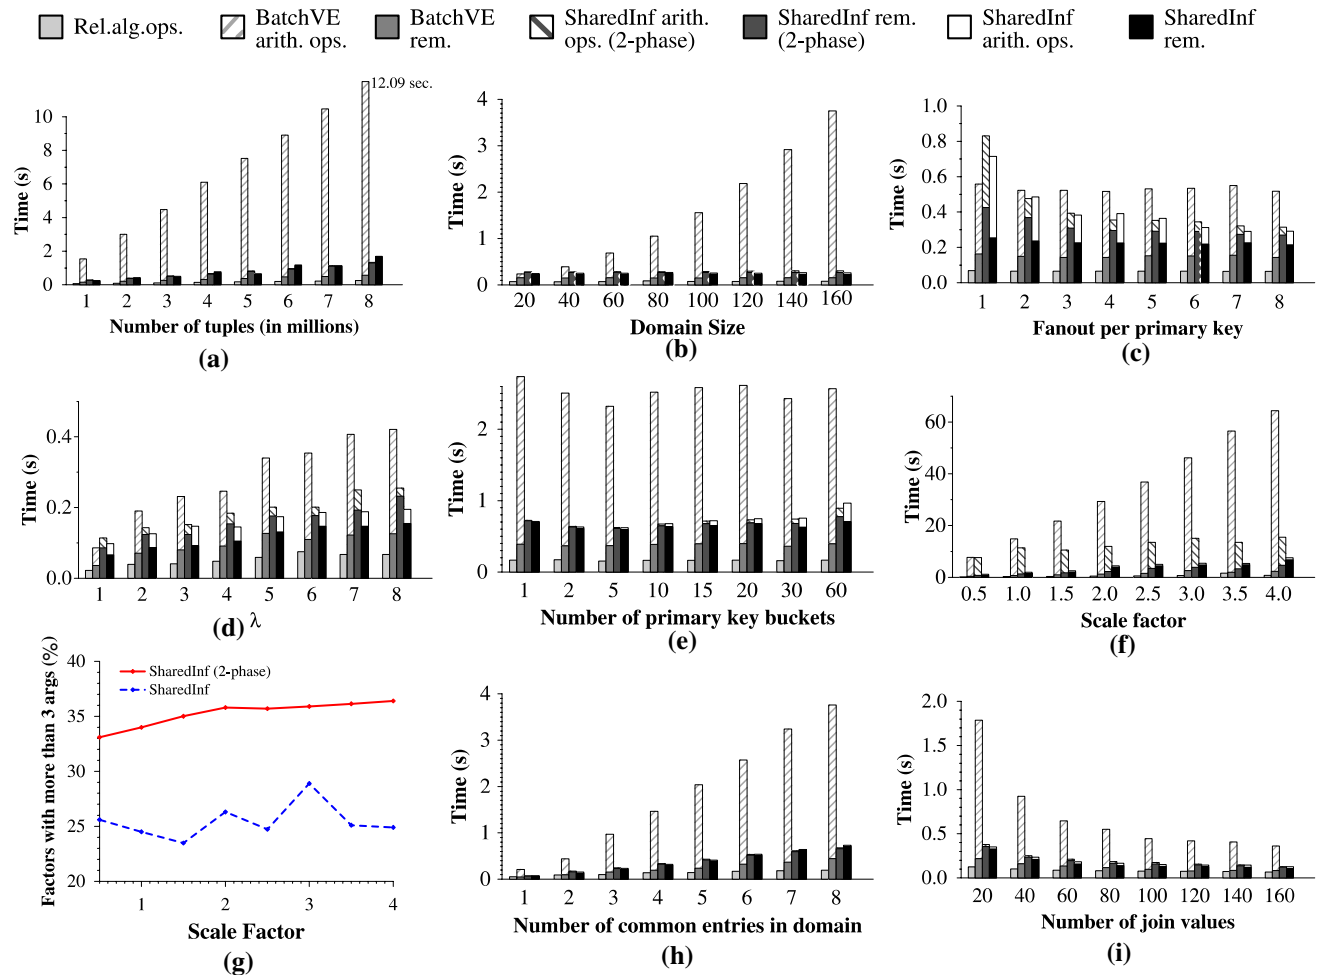 Rel.alg.ops.
BatchVE
arith. ops.
BatchVE
rem.
SharedInf arith.
ops. (2-phase)
SharedInf rem.
(2-phase)
SharedInf
arith. ops.
SharedInf
rem.
Time (s)
10
8
6
4
2
0
12.09 sec.
1 2 3 4 5 6 7 8
Number of tuples (in millions)
(a)
Time (s)
4
3
2
1
0
20 40 60 80 100 120 140 160
Domain Size
(b)
Time (s)
1.0
0.8
0.6
0.4
0.2
0.0
1 2 3 4 5 6 7 8
Fanout per primary key
(c)
Time (s)
0.4
0.2
0.0
1 2 3 4 5 6 7 8
(d) λ
Time (s)
2
1
0
1 2 5 10 15 20 30 60
Number of primary key buckets
(e)
Time (s)
60
40
20
0
0.5 1.0 1.5 2.0 2.5 3.0 3.5 4.0
Scale factor
(f)
Factors with more than 3 args (%)
40
35
30
25
20
SharedInf (2-phase)
SharedInf
1 2 3 4
Scale Factor
(g)
Time (s)
4
3
2
1
0
1 2 3 4 5 6 7 8
Number of common entries in domain
(h)
Time (s)
2.0
1.5
1.0
0.5
0.0
20 40 60 80 100 120 140 160
Number of join values
(i)